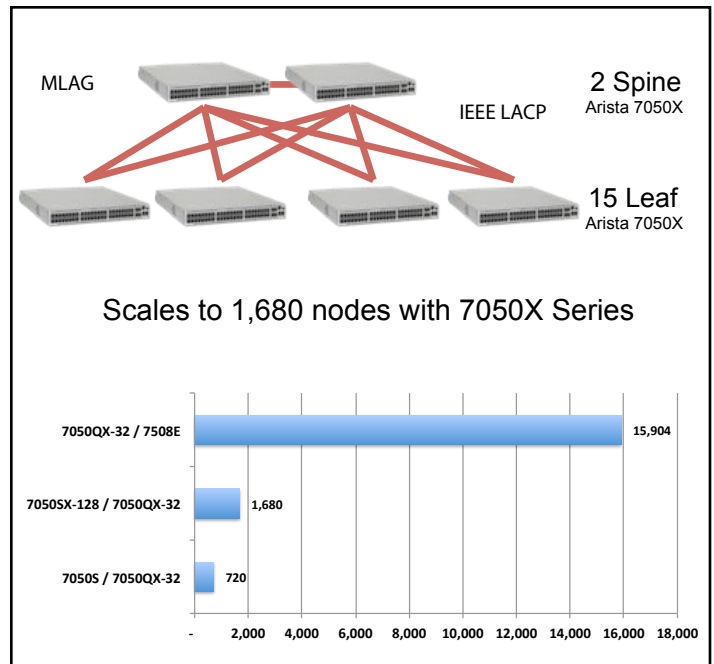 MLAG
IEEE LACP
2 Spine
Arista 7050X
15 Leaf
Arista 7050X
Scales to 1,680 nodes with 7050X Series
7050QX-32 / 7508E
15,904
7050SX-128 / 7050QX-32
1,680
7050S / 7050QX-32
720
- 2,000 4,000 6,000 8,000 10,000 12,000 14,000 16,000 18,000